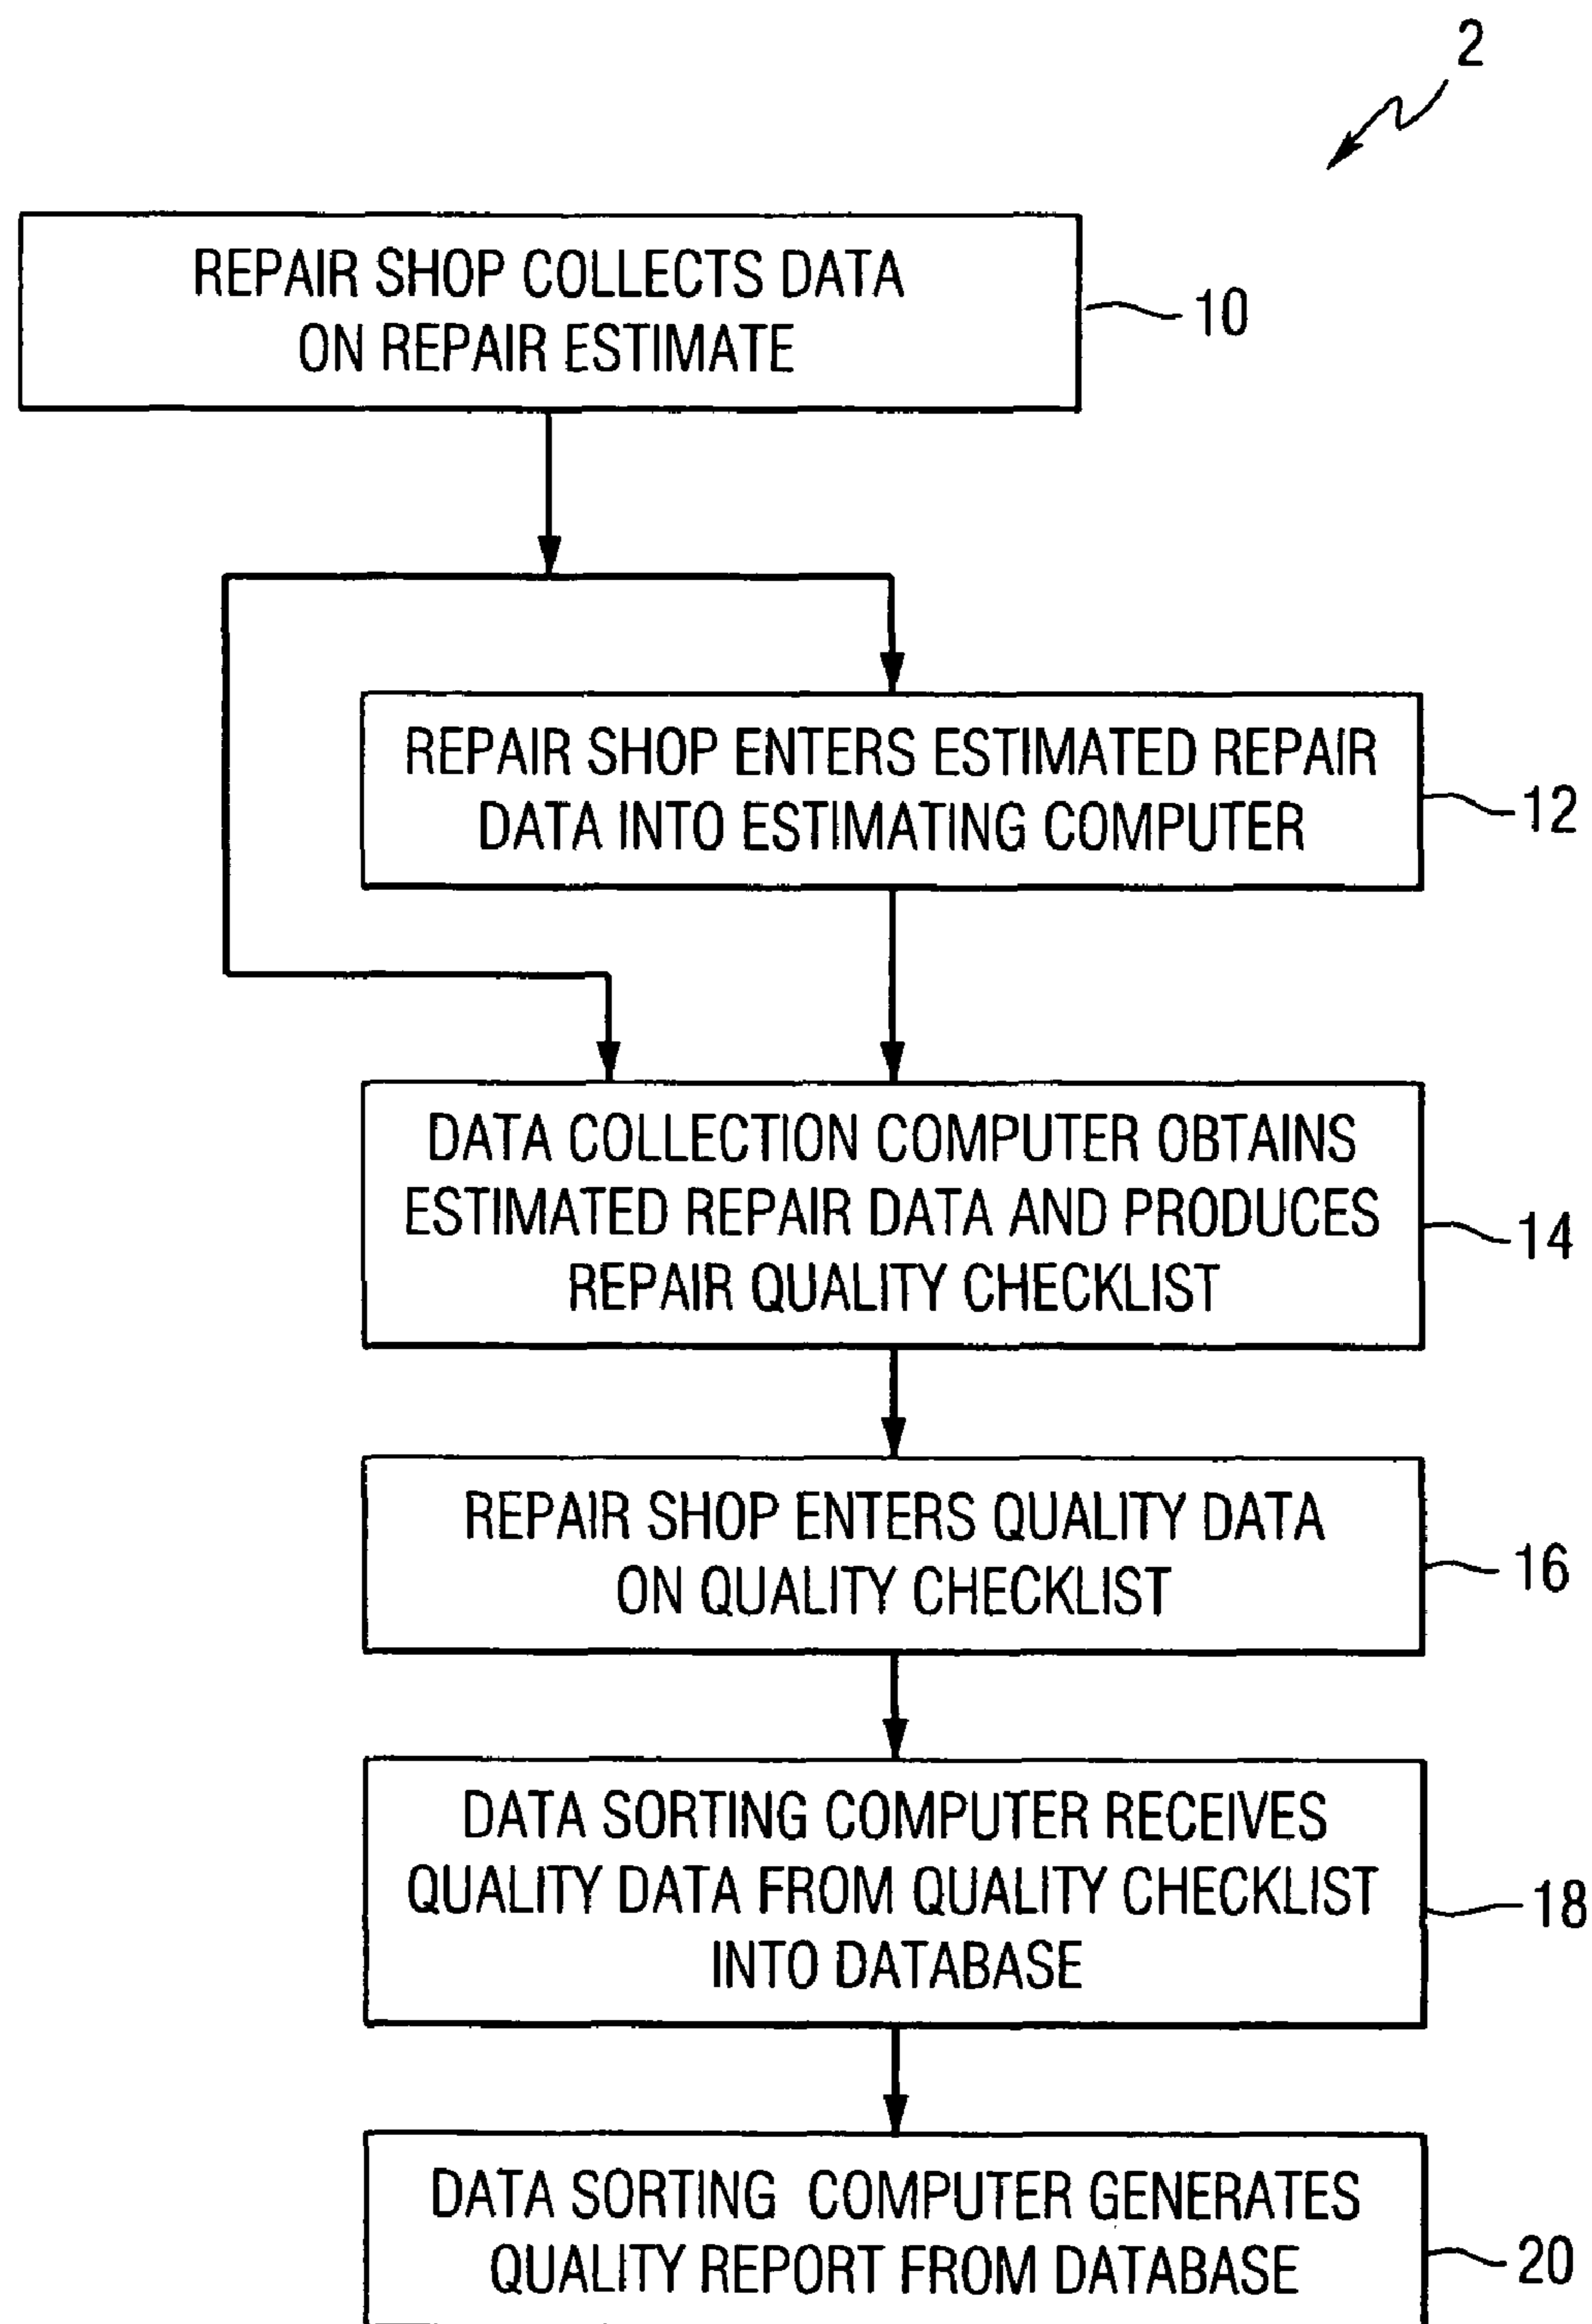 2
REPAIR SHOP COLLECTS DATA
ON REPAIR ESTIMATE
10
REPAIR SHOP ENTERS ESTIMATED REPAIR
DATA INTO ESTIMATING COMPUTER
12
DATA COLLECTION COMPUTER OBTAINS
ESTIMATED REPAIR DATA AND PRODUCES
REPAIR QUALITY CHECKLIST
14
REPAIR SHOP ENTERS QUALITY DATA
ON QUALITY CHECKLIST
16
DATA SORTING COMPUTER RECEIVES
QUALITY DATA FROM QUALITY CHECKLIST
INTO DATABASE
18
DATA SORTING COMPUTER GENERATES
QUALITY REPORT FROM DATABASE
20